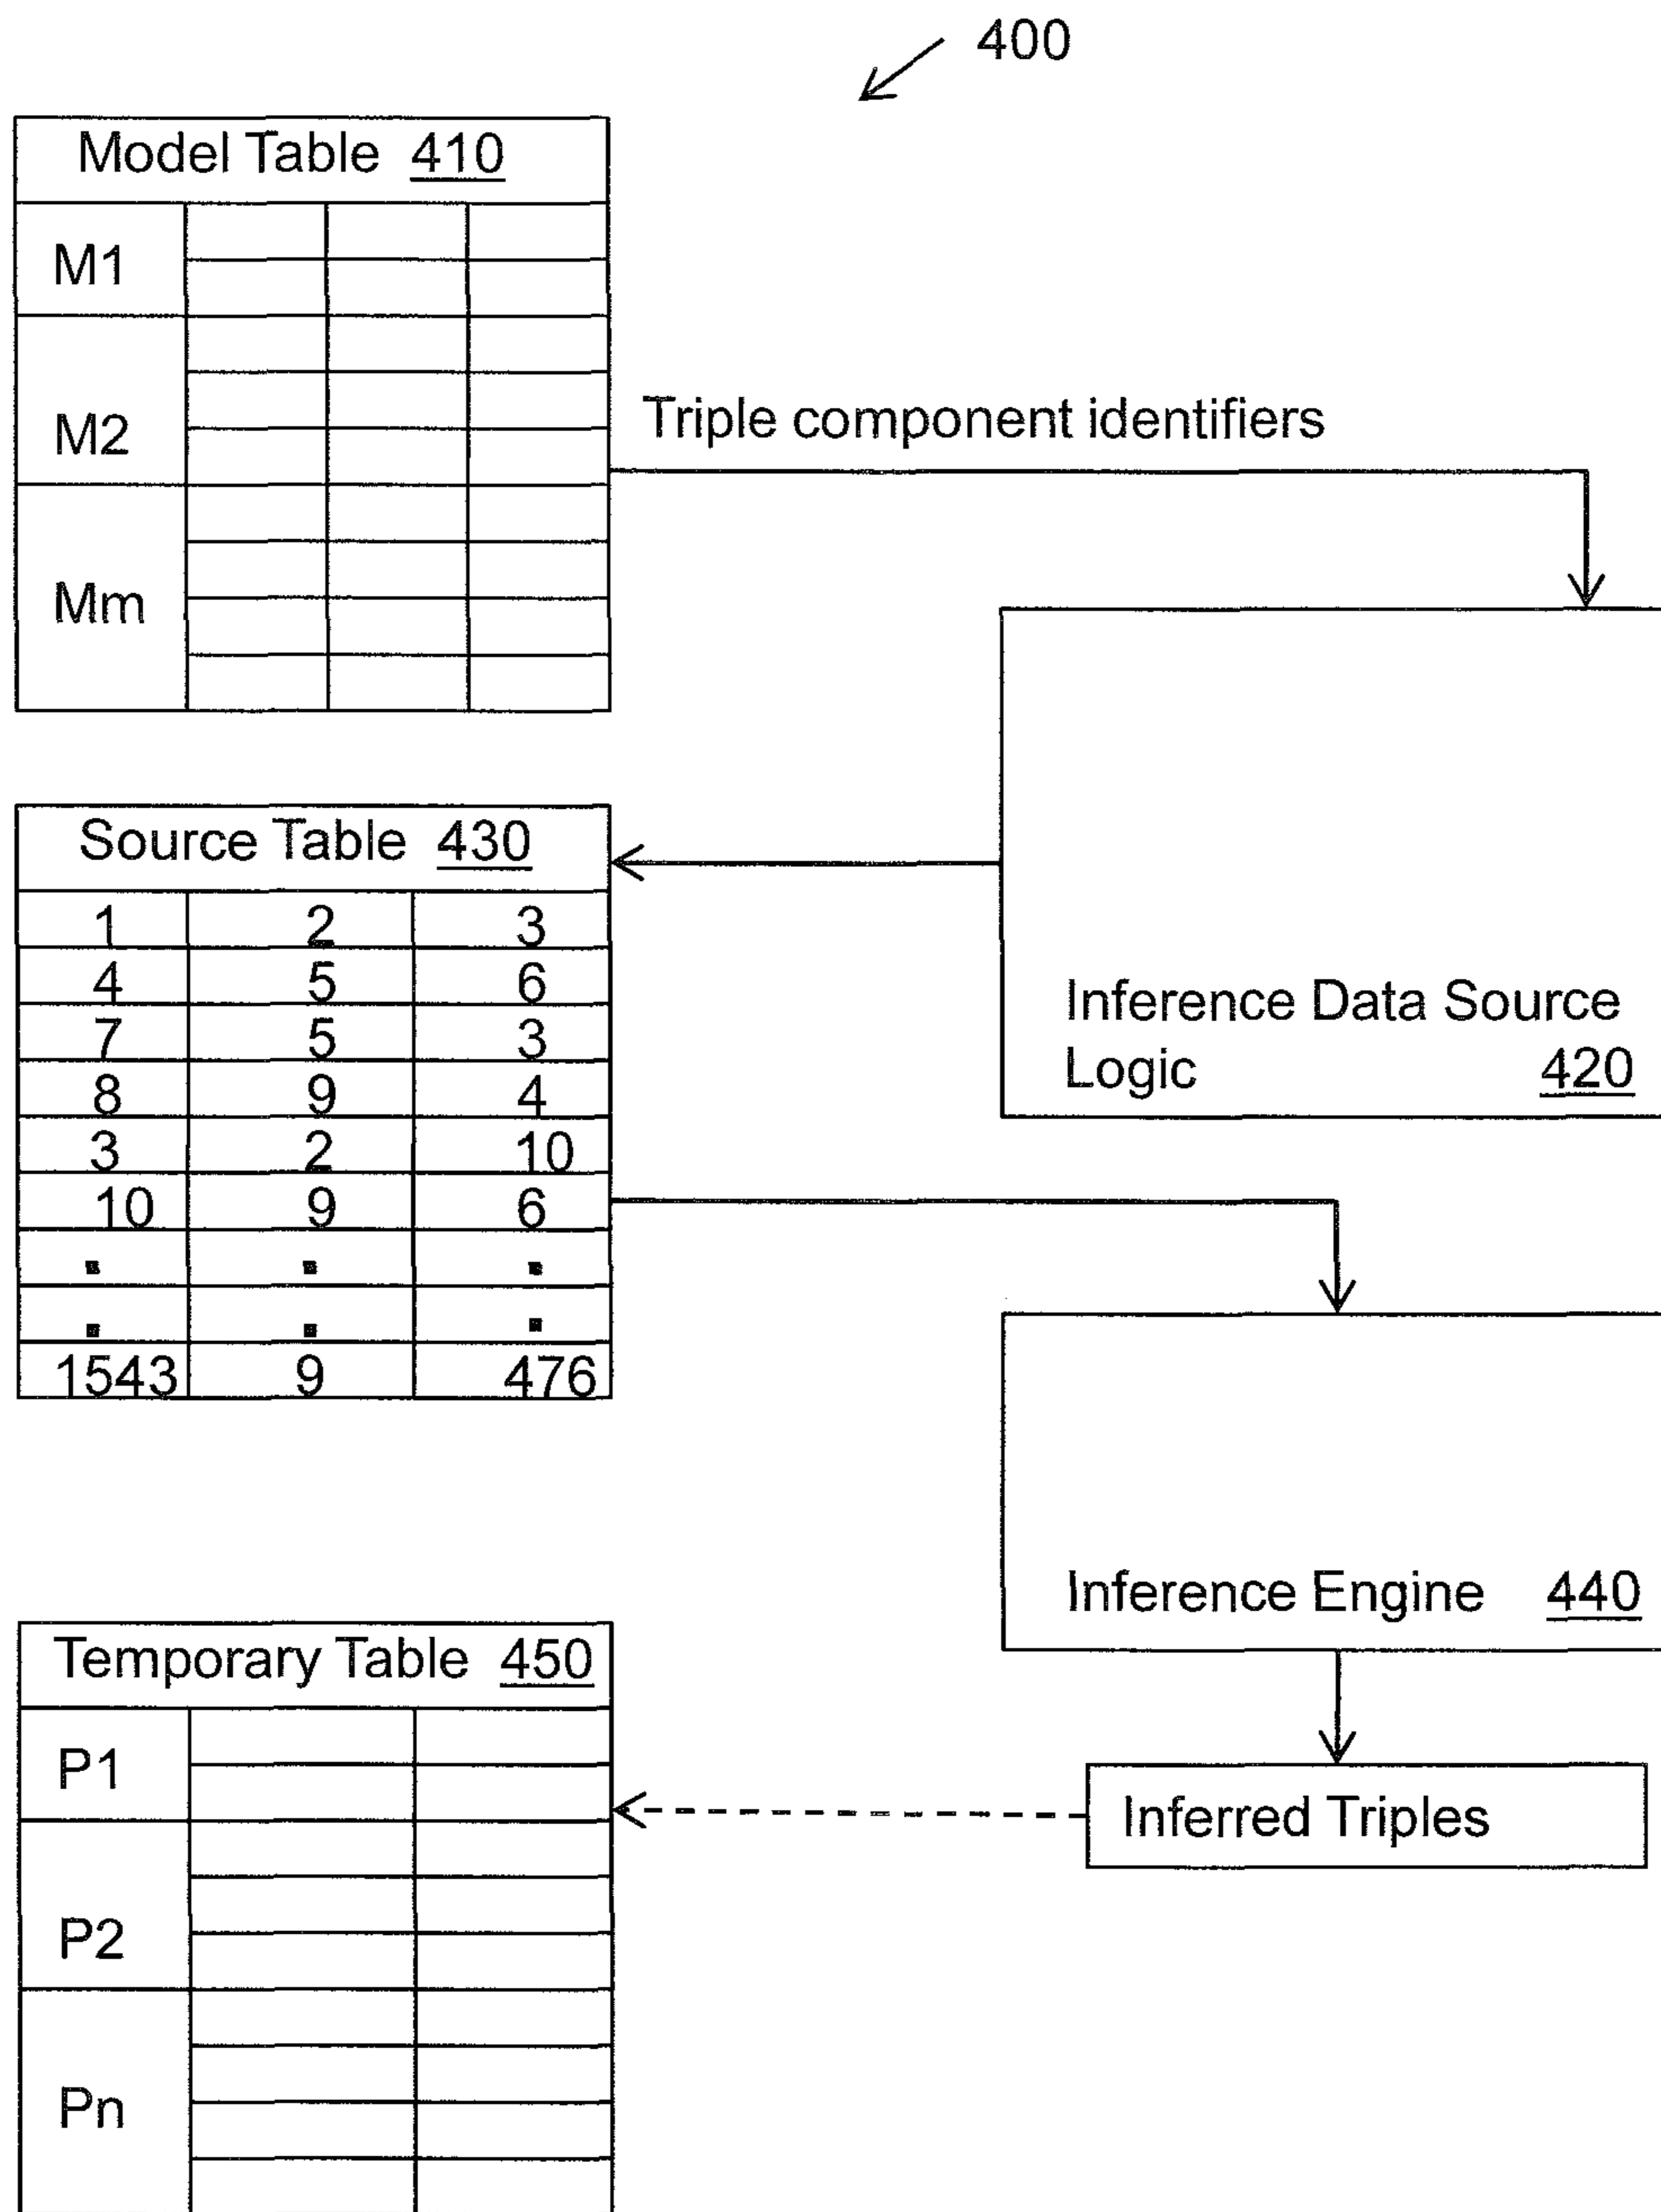 400
Model Table 410
M1
M2
Mm
Triple component identifiers
Source Table 430
1 2 3
4 5 6
7 5 3
8 9 4
3 2 10
10 9 6
. . .
. . .
1543 9 476
Inference Data Source
Logic 420
Inference Engine 440
Temporary Table 450
P1
P2
Pn
Inferred Triples